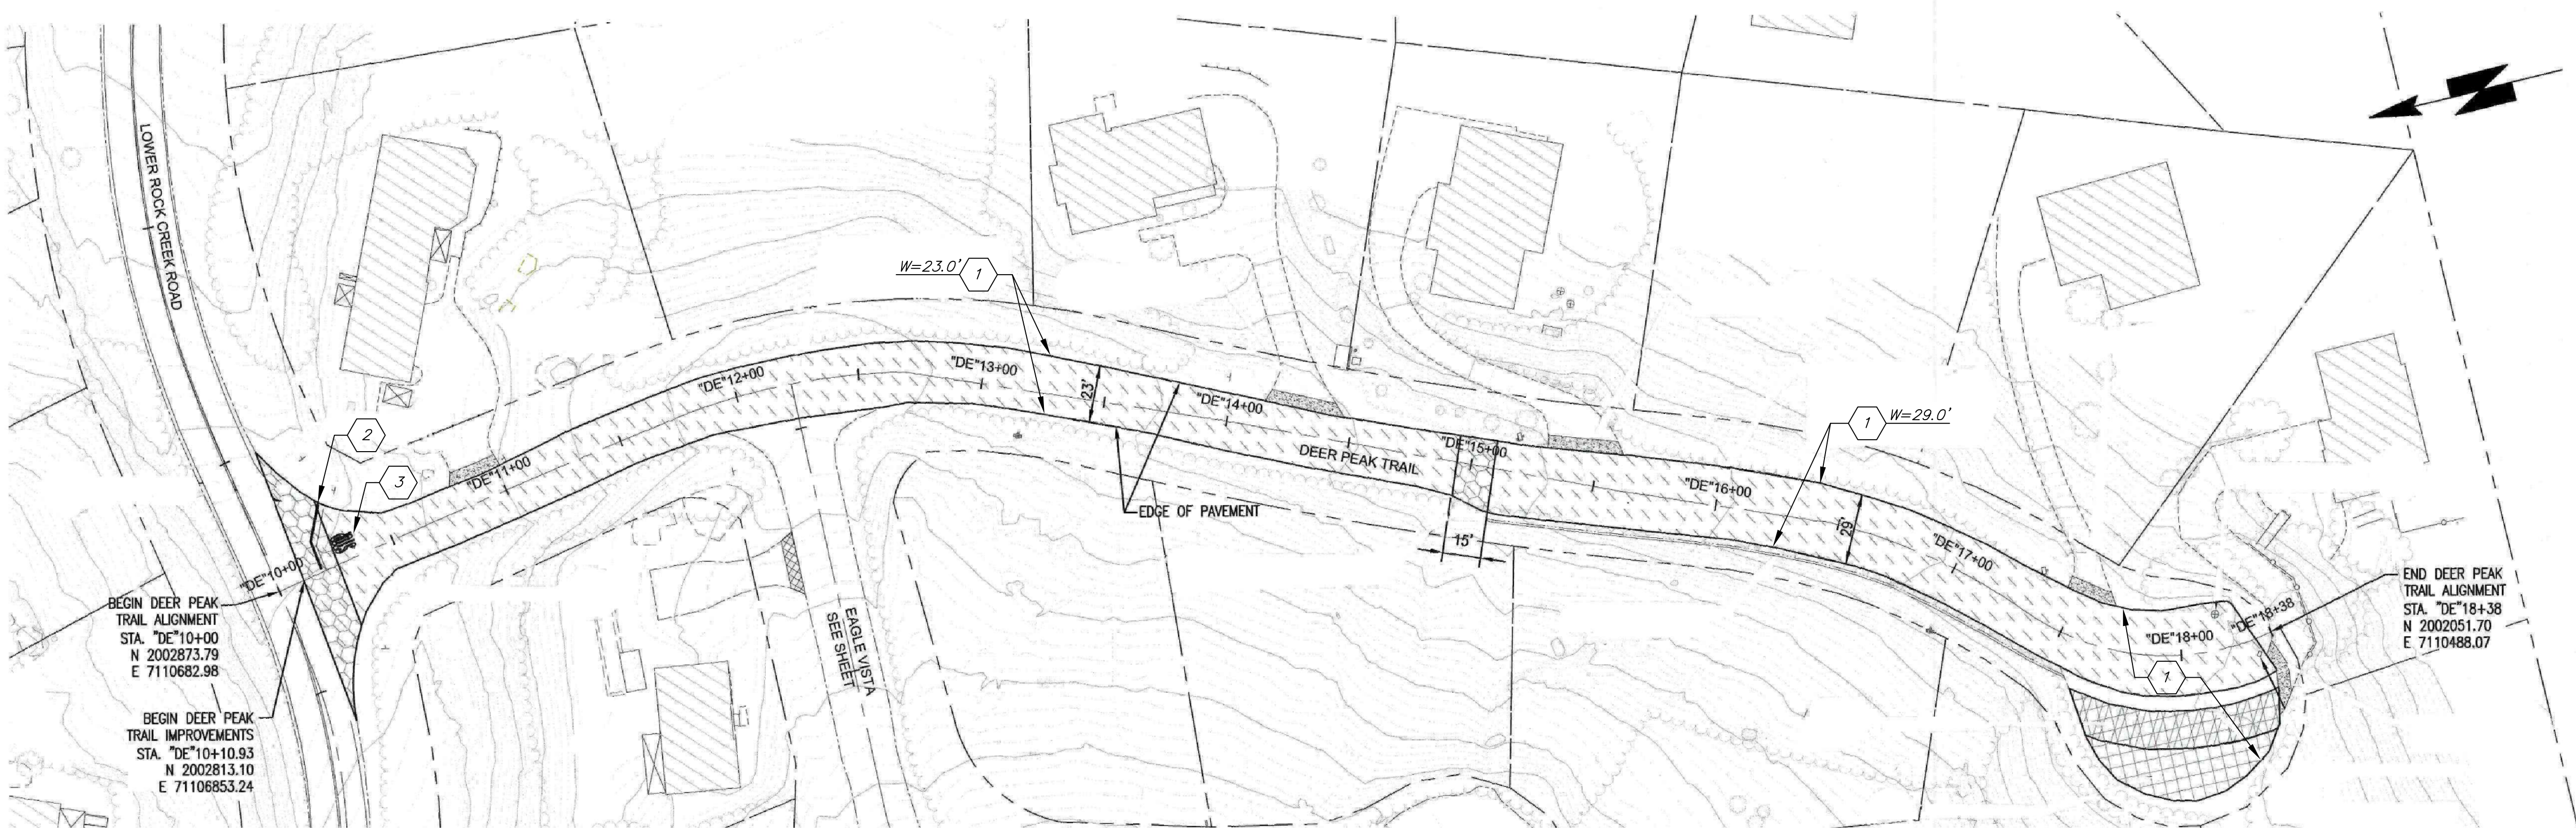 LOWER ROCK CREEK ROAD
W=23.0'
1
"DE"13+00
"DE"12+00
23'
"DE"14+00
2
3
"DE"11+00
DEER PEAK TRAIL
"DE"15+00
"DE"16+00
1
W=29.0'
29'
EDGE OF PAVEMENT
15'
"DE"17+00
"DE"10+00
BEGIN DEER PEAK
TRAIL ALIGNMENT
STA. "DE"10+00
N 2002873.79
E 7110682.98
BEGIN DEER PEAK
TRAIL IMPROVEMENTS
STA. "DE"10+10.93
N 2002813.10
E 71106853.24
EAGLE VISTA
SEE SHEET
"DE"18+00
"DE"18+38
1
END DEER PEAK
TRAIL ALIGNMENT
STA. "DE"18+38
N 2002051.70
E 7110488.07